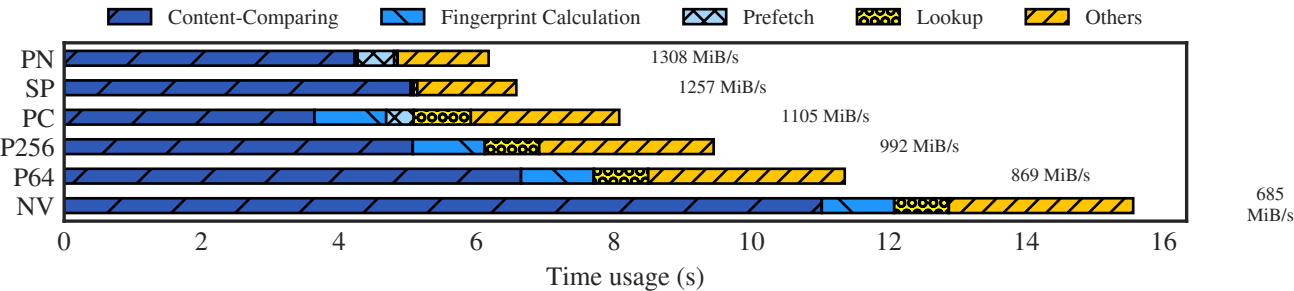 Content-Comparing Fingerprint Calculation Prefetch Lookup Others
PN 1308 MiB/s
SP 1257 MiB/s
PC 1105 MiB/s
P256 992 MiB/s
P64 869 MiB/s
NV 685
MiB/s
0 2 4 6 8 10 12 14 16
Time usage (s)